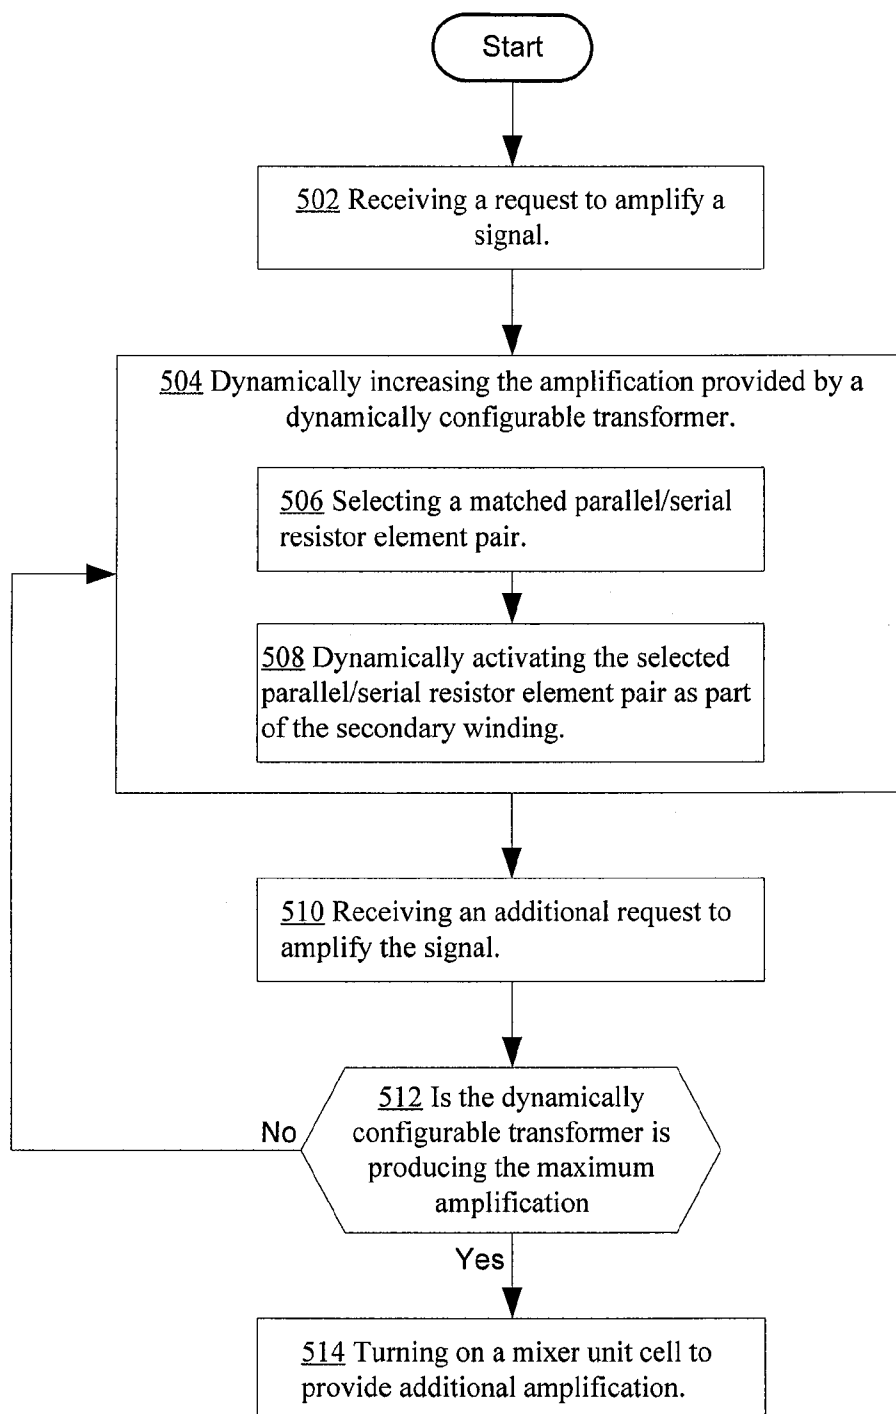 Start
502 Receiving a request to amplify a
signal.
504 Dynamically increasing the amplification provided by a
dynamically configurable transformer.
506 Selecting a matched parallel/serial
resistor element pair.
508 Dynamically activating the selected
parallel/serial resistor element pair as part
of the secondary winding.
510 Receiving an additional request to
amplify the signal.
512 Is the dynamically
configurable transformer is
producing the maximum
amplification
No
Yes
514 Turning on a mixer unit cell to
provide additional amplification.